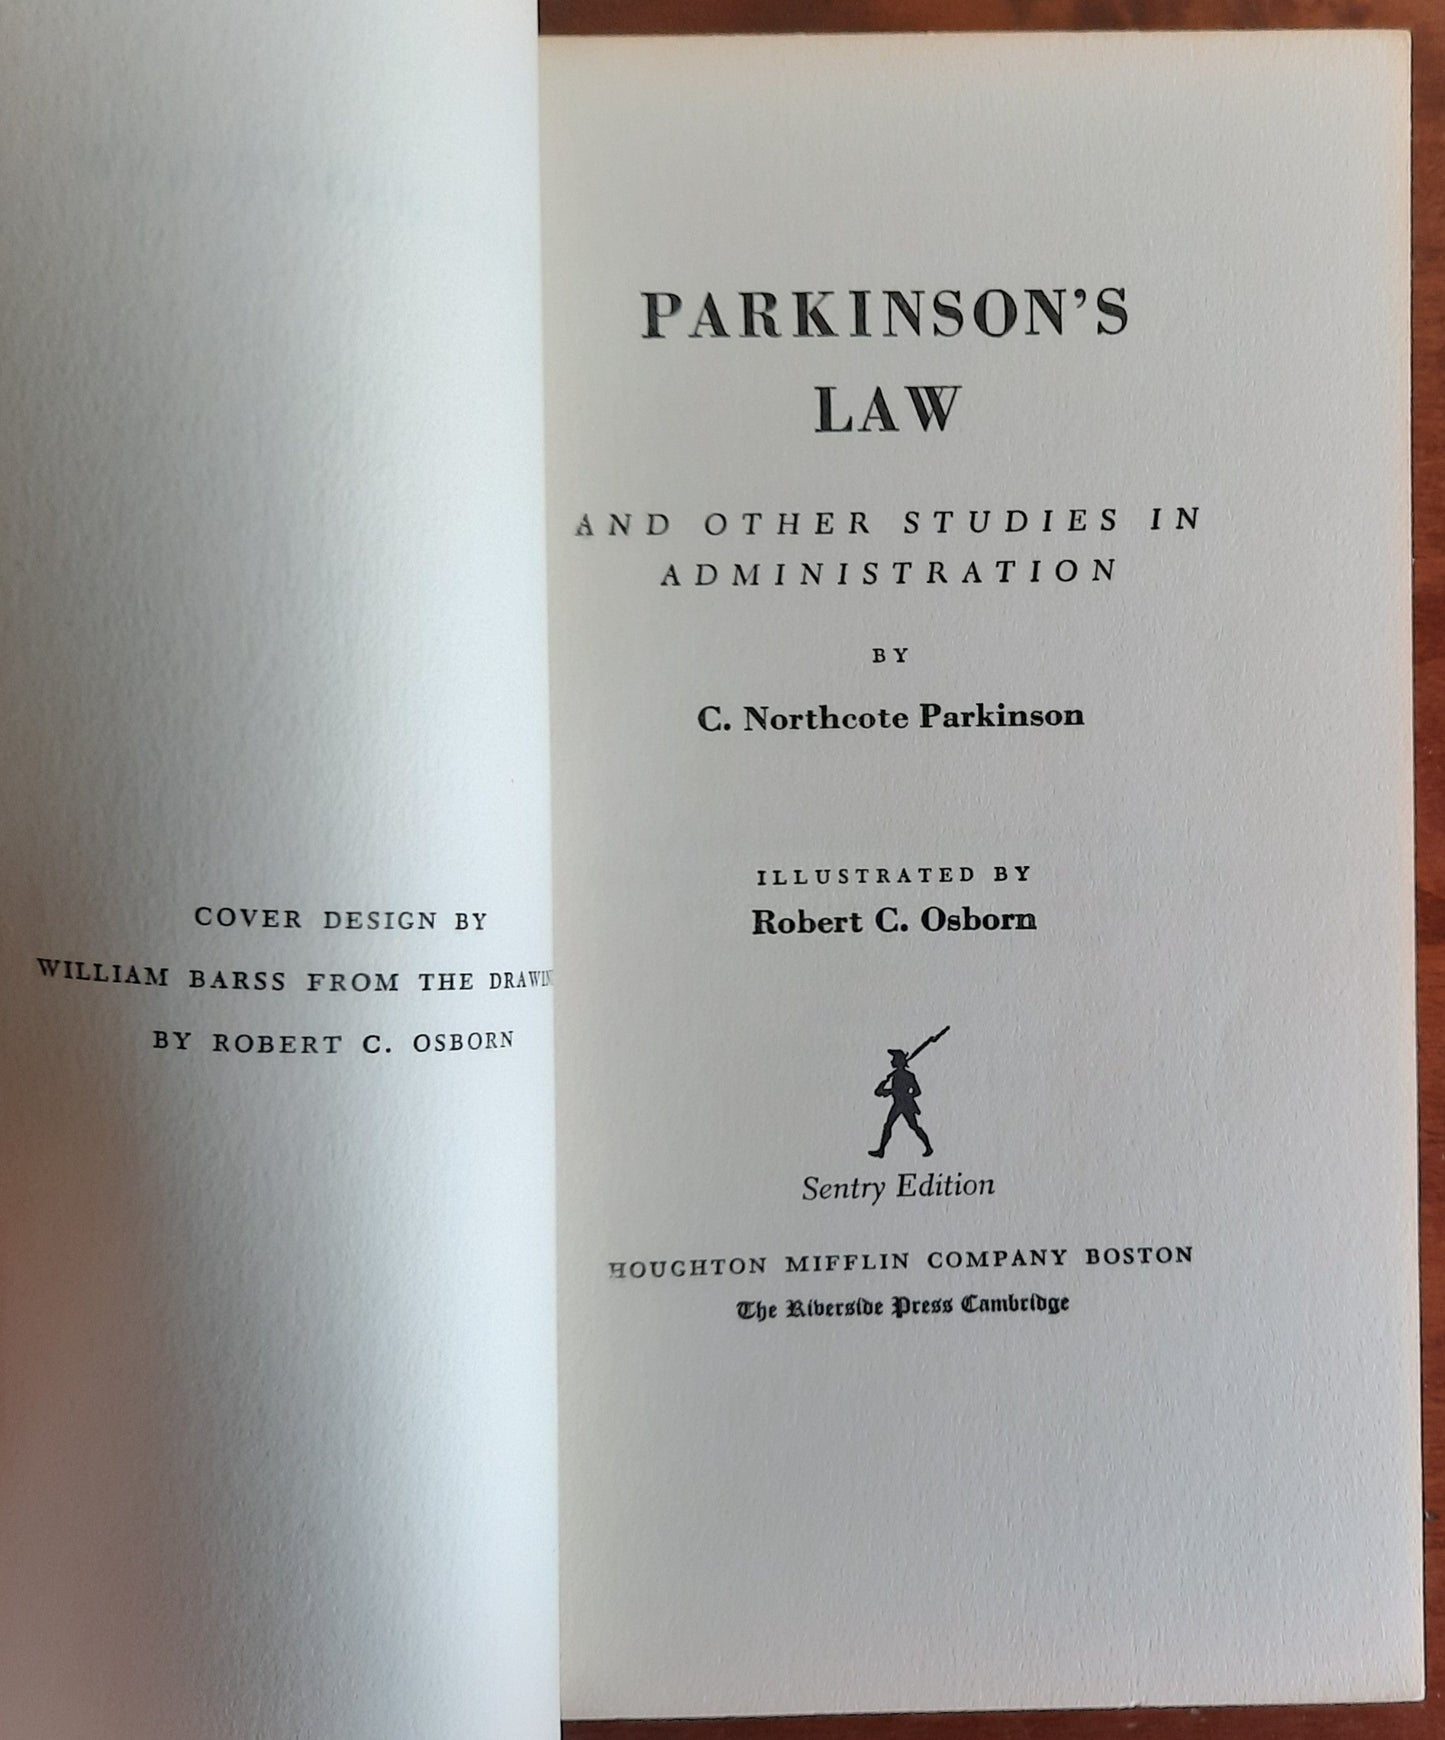 COVER DESIGN BY
WILLIAM BARSS FROM THE
BY ROBERT C. OSBORN
PARKINSON'S
LAW
AND OTHER STUDIES IN
ADMINISTRATION
BY
C. Northcote Parkinson
ILLUSTRATED BY
Robert C. Osborn
Sentry Edition
HOUGHTON MIFFLIN COMPANY BOSTON
The Riverside Press Cambridge